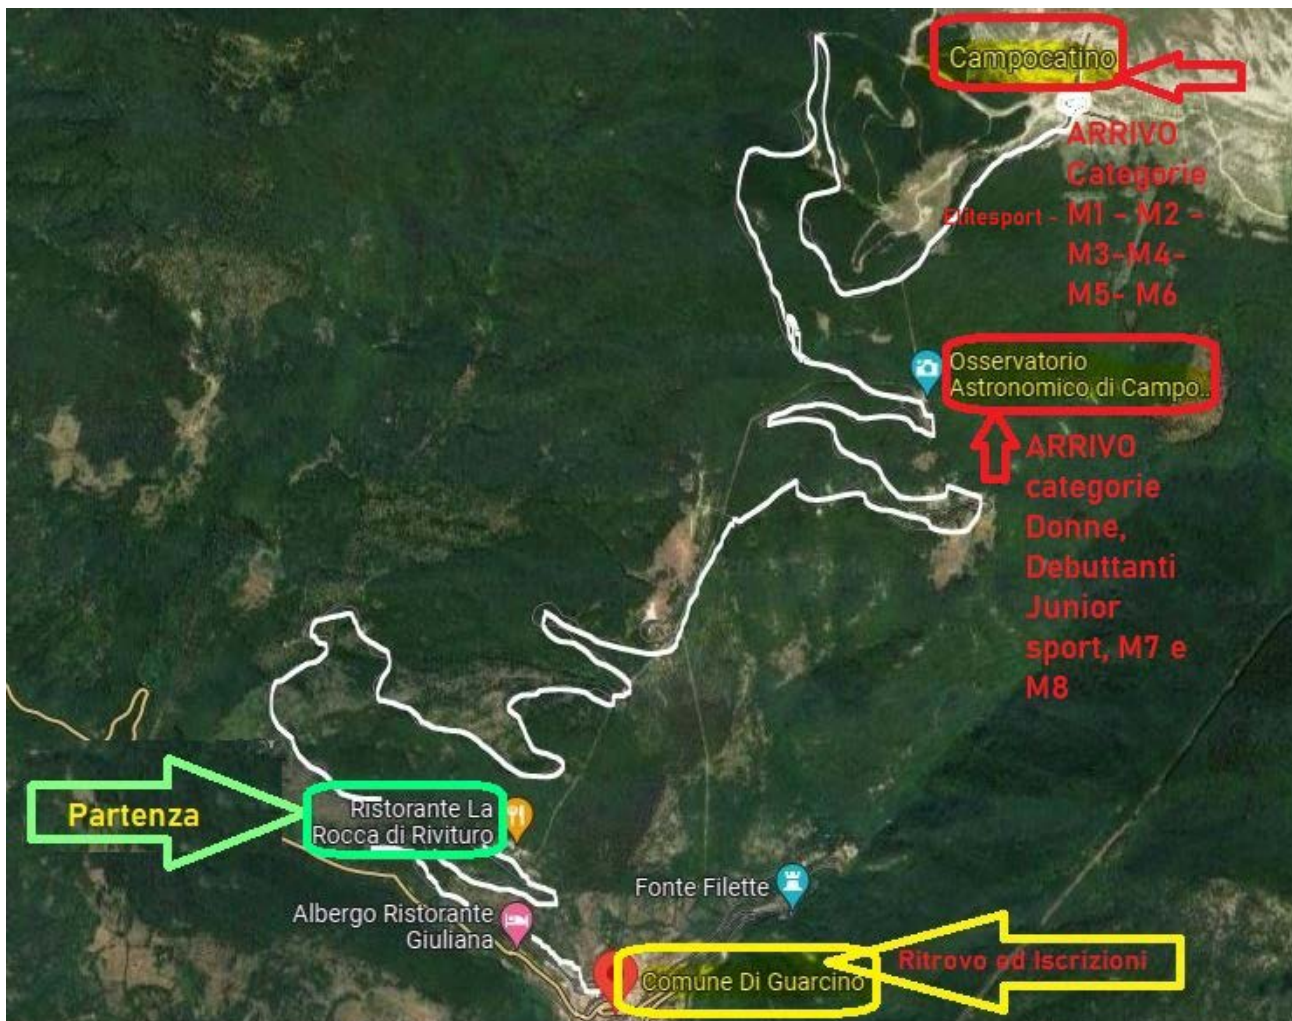 Campocatino
ARRIVO
Categorie
Elitesport - M1 - M2 -
M3-M4-
M5- M6
Osservatorio
Astronomico di Campo..
ARRIVO
categorie
Donne,
Debuttanti
Junior
sport, M7 e
M8
Partenza
Ristorante La
Rocca di Rivituro
Fonte Filette
Albergo Ristorante
Giuliana
Ritrovo ed Iscrizioni
Comune Di Guarcino